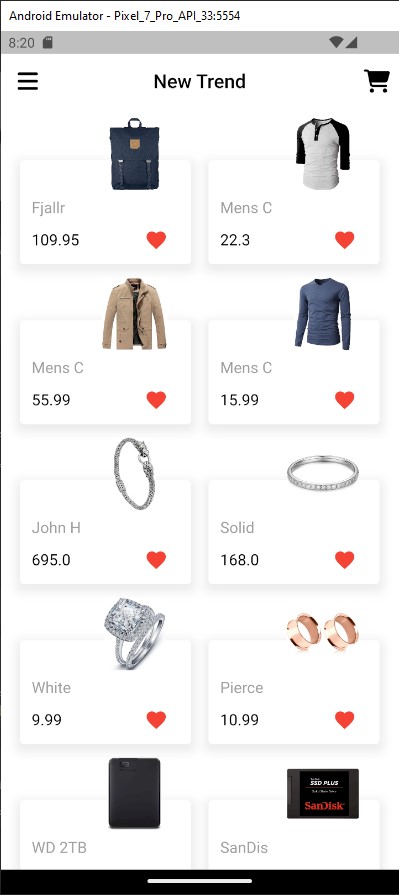 Android Emulator - Pixel_7_Pro_API_33:5554
8:20
New Trend
Fjallr
109.95
Mens C
22.3
Mens C
55.99
Mens C
15.99
John H
695.0
Solid
168.0
White
9.99
Pierce
10.99
WD 2TB
SSD PLUS
SanDisk
SanDis